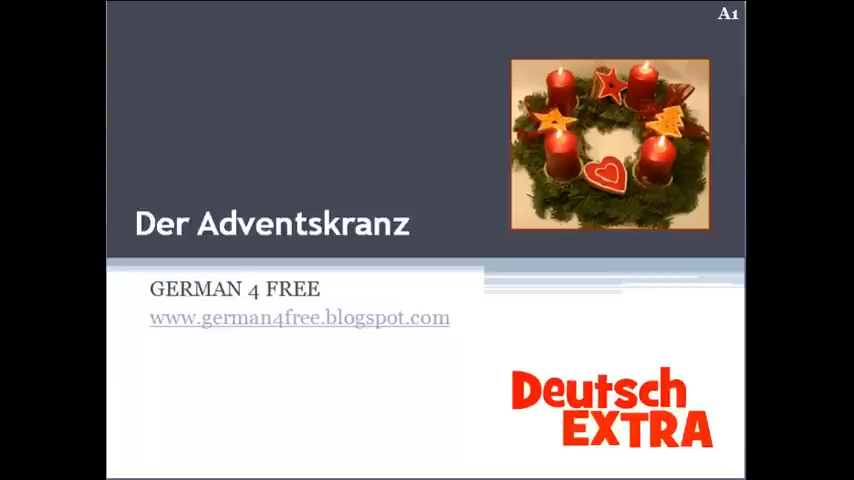 A1
Der Adventskranz
GERMAN 4 FREE
www.german4free.blogspot.com
Deutsch
EXTRA